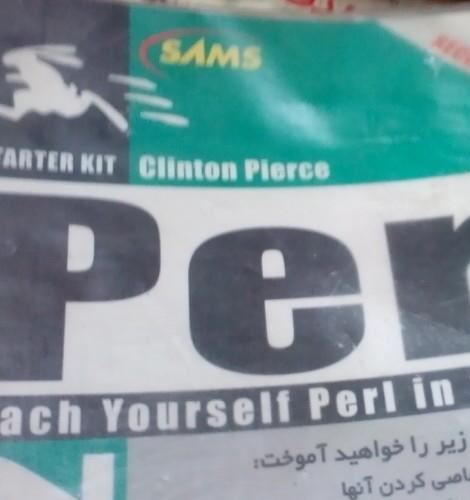 SAMS
TARTER KIT Clinton Pierce
Per
ach Yourself Perl in
زیر را خواهید آموخت:
اصی کردن آنها